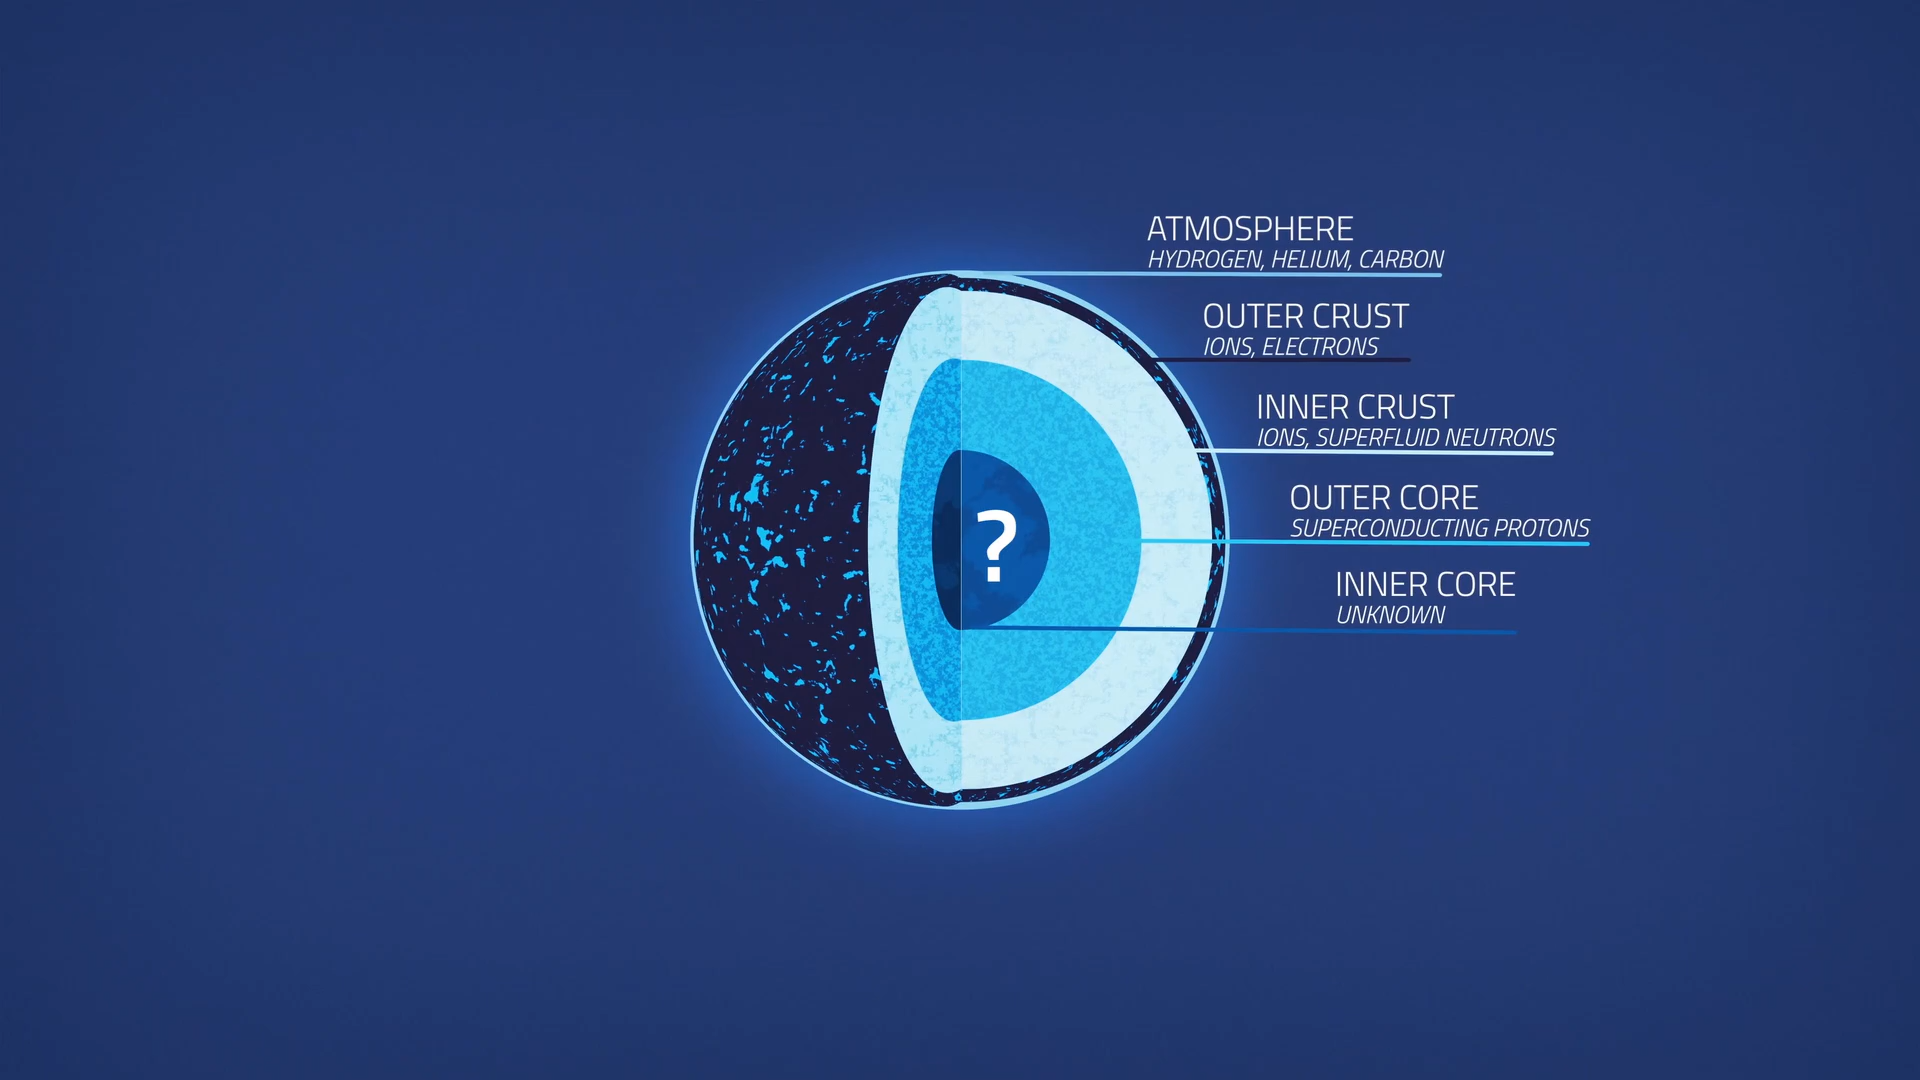 ATMOSPHERE
HYDROGEN, HELIUM, CARBON
OUTER CRUST
IONS, ELECTRONS
INNER CRUST
IONS, SUPERFLUID NEUTRONS
OUTER CORE
SUPERCONDUCTING PROTONS
?
INNER CORE
UNKNOWN